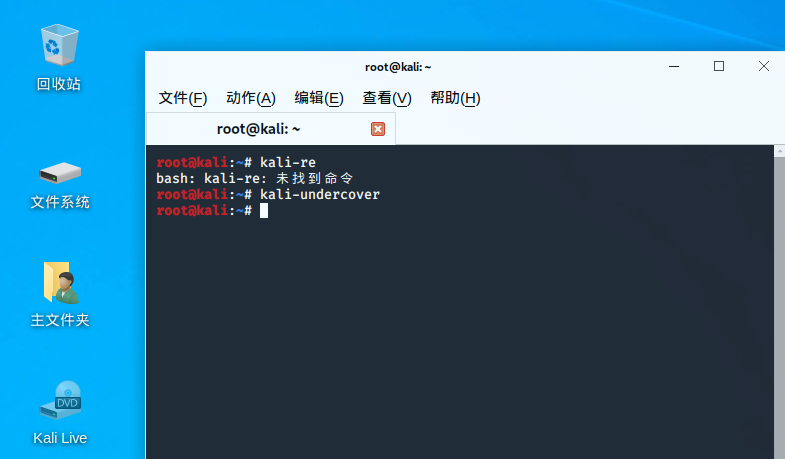 回收站
文件系统
主文件夹
DVD
Kali Live
root@kali: ~
文件(F) 动作(A) 编辑(E) 查看(V) 帮助(H)
root@kali: ~
root@kali:~# kali-re
bash: kali-re: 未找到命令
root@kali:~# kali-undercover
root@kali:~#